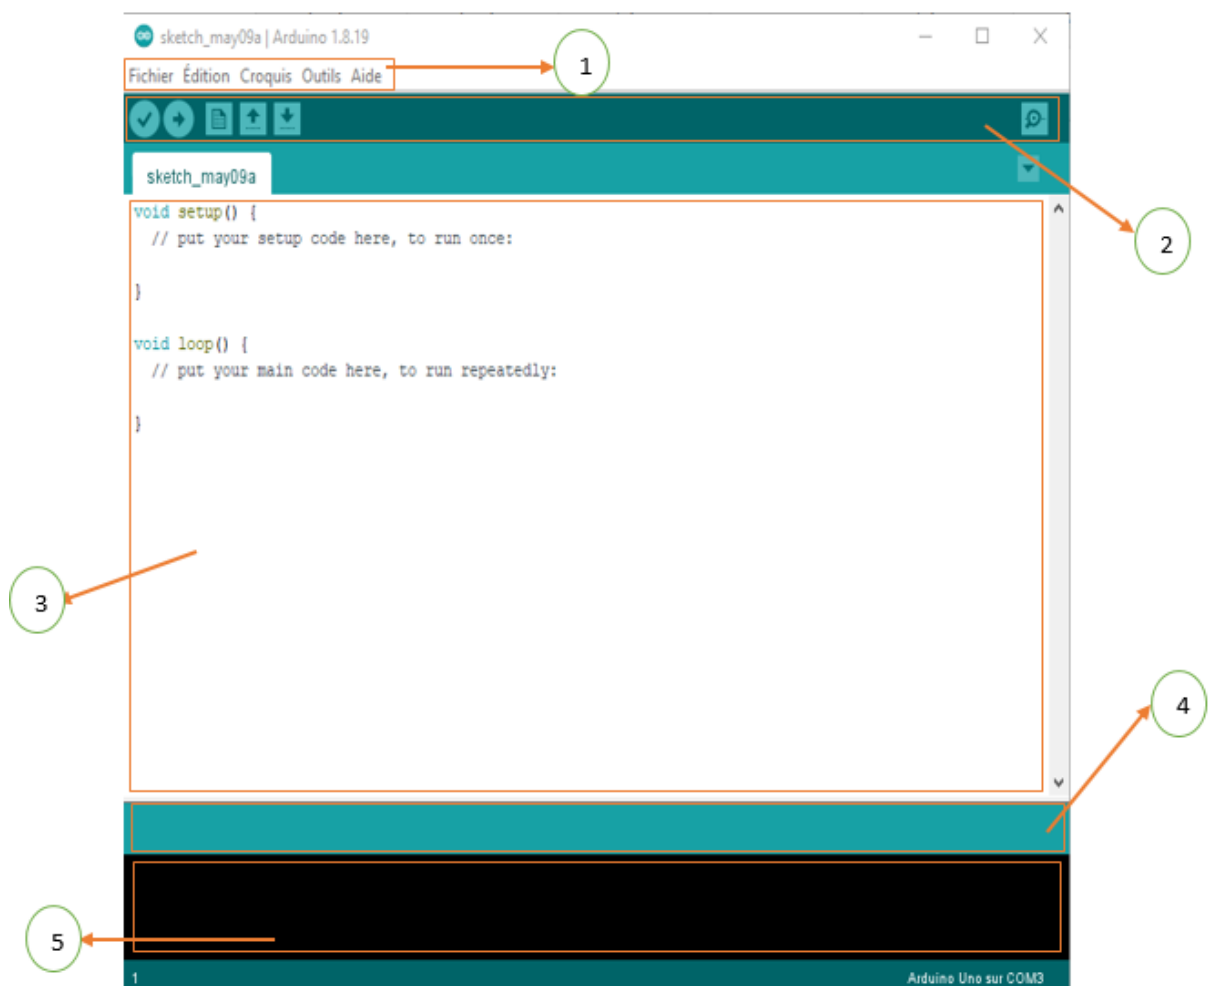 sketch_may09a | Arduino 1.8.19
Fichier Édition Croquis Outils Aide
1
2
sketch_may09a
void setup() {
// put your setup code here, to run once:
}
void loop() {
// put your main code here, to run repeatedly:
}
3
4
5
1
Arduino Uno sur COM3